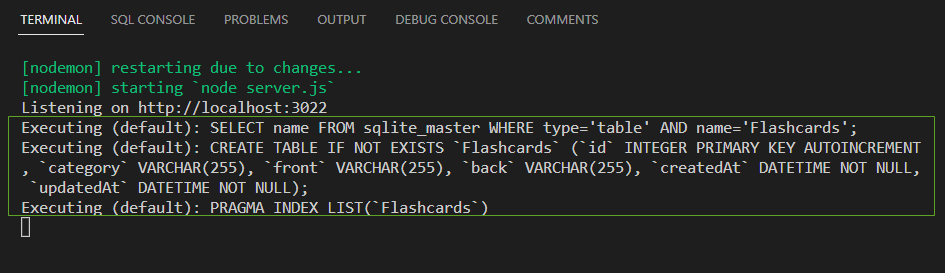 TERMINAL SQL CONSOLE PROBLEMS OUTPUT DEBUG CONSOLE COMMENTS
[nodemon] restarting due to changes...
[nodemon] starting `node server.js`
Listening on http://localhost:3022
Executing (default): SELECT name FROM sqlite_master WHERE type='table' AND name='Flashcards';
Executing (default): CREATE TABLE IF NOT EXISTS `Flashcards` (`id` INTEGER PRIMARY KEY AUTOINCREMENT
, `category` VARCHAR(255), `front` VARCHAR(255), `back` VARCHAR(255), `createdAt` DATETIME NOT NULL,
`updatedAt` DATETIME NOT NULL);
Executing (default): PRAGMA INDEX_LIST(`Flashcards`)